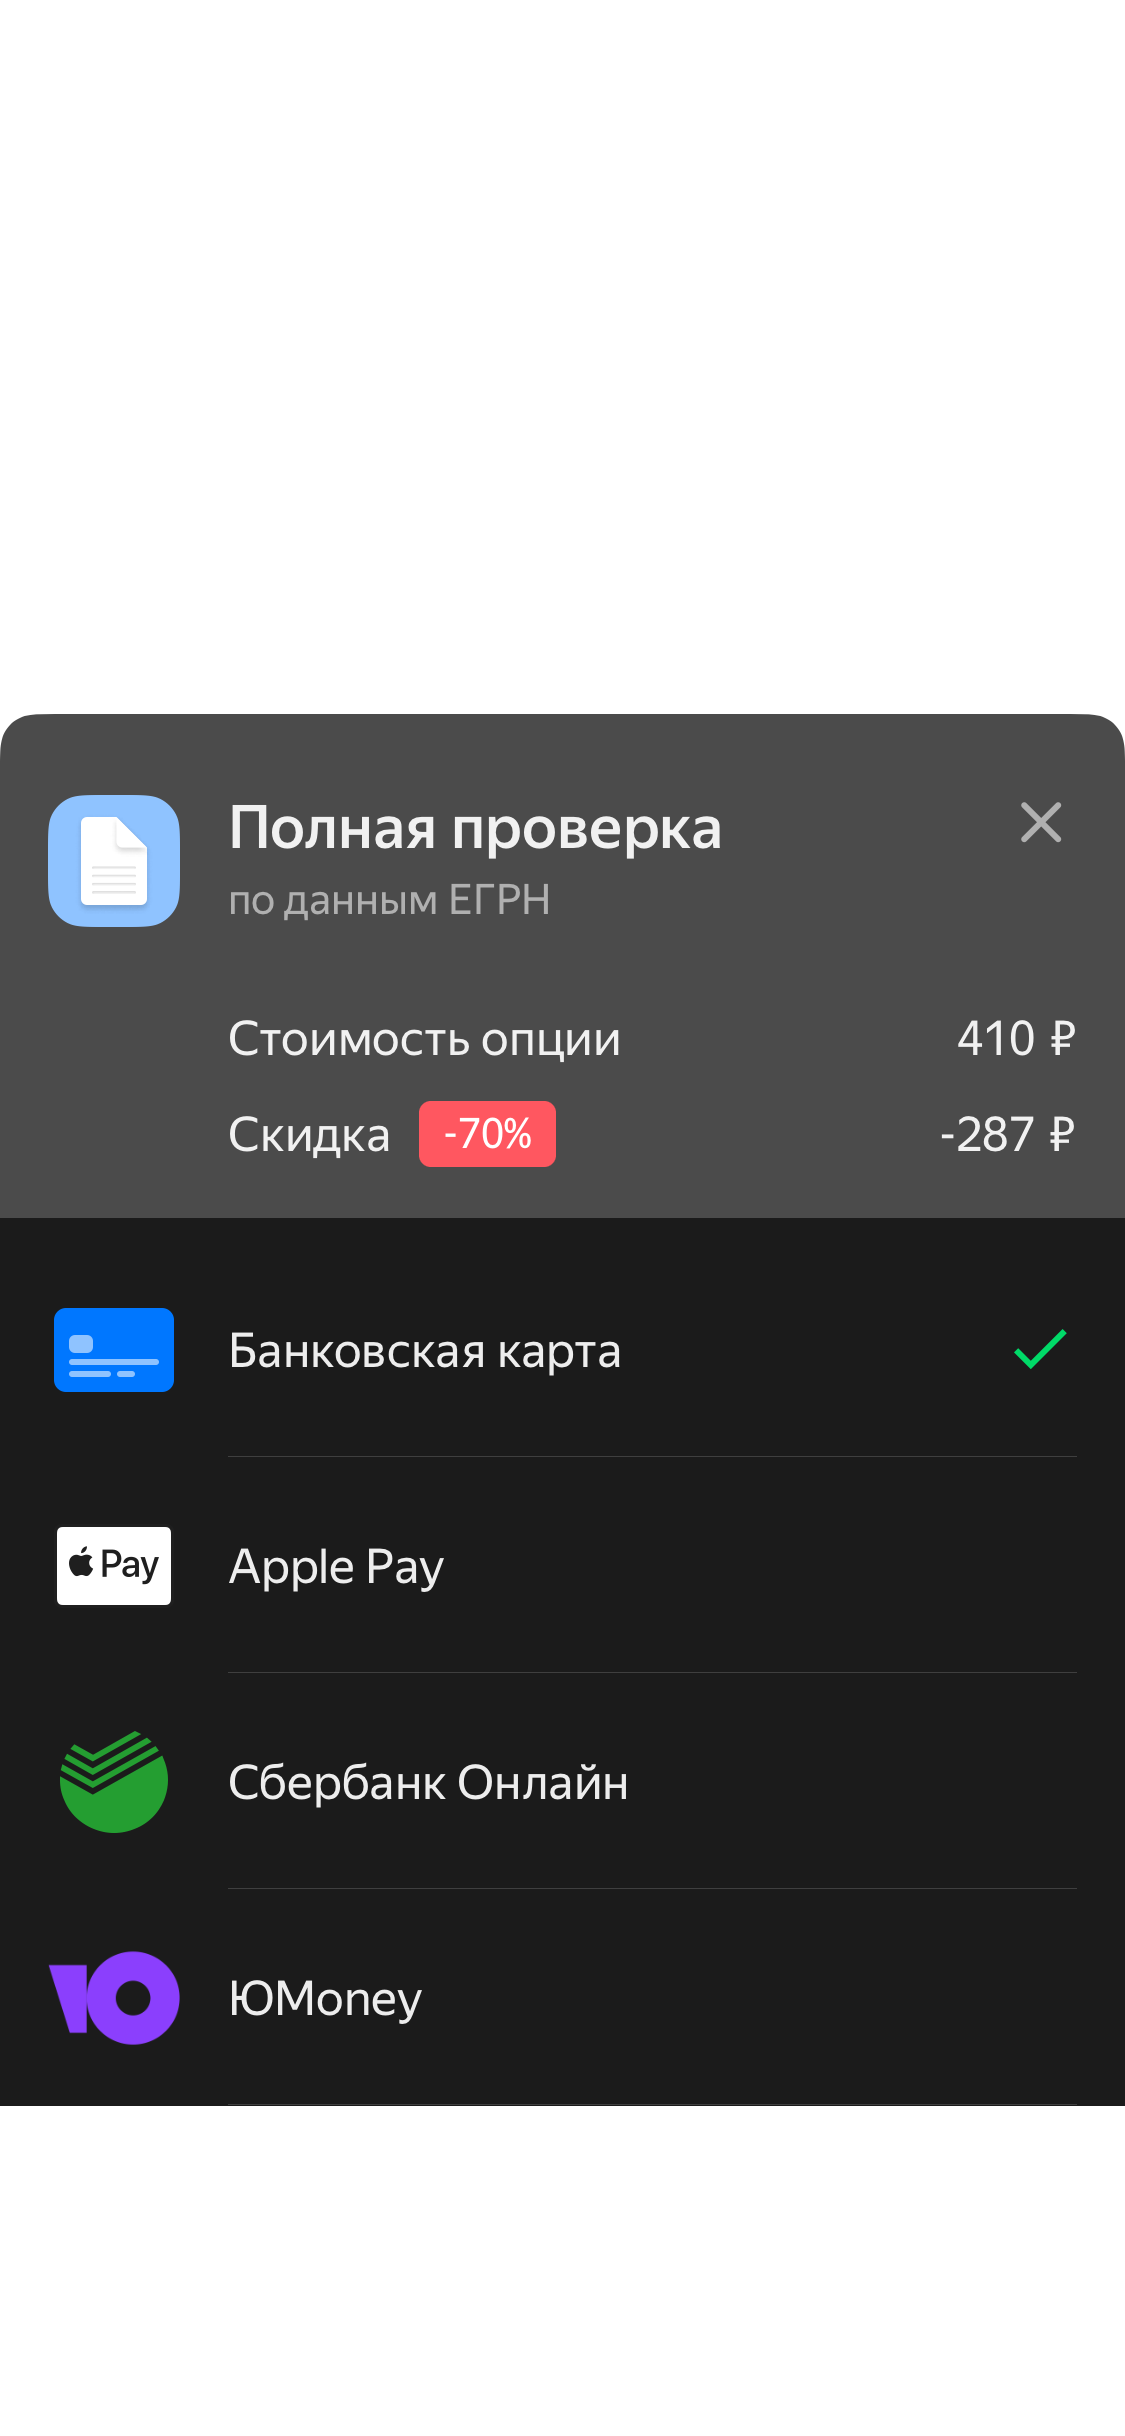 Полная проверка
по данным ЕГРН
Стоимость опции 410 ₽
Скидка -70% -287 ₽
Банковская карта
Pay Apple Pay
Сбербанк Онлайн
ЮMoney